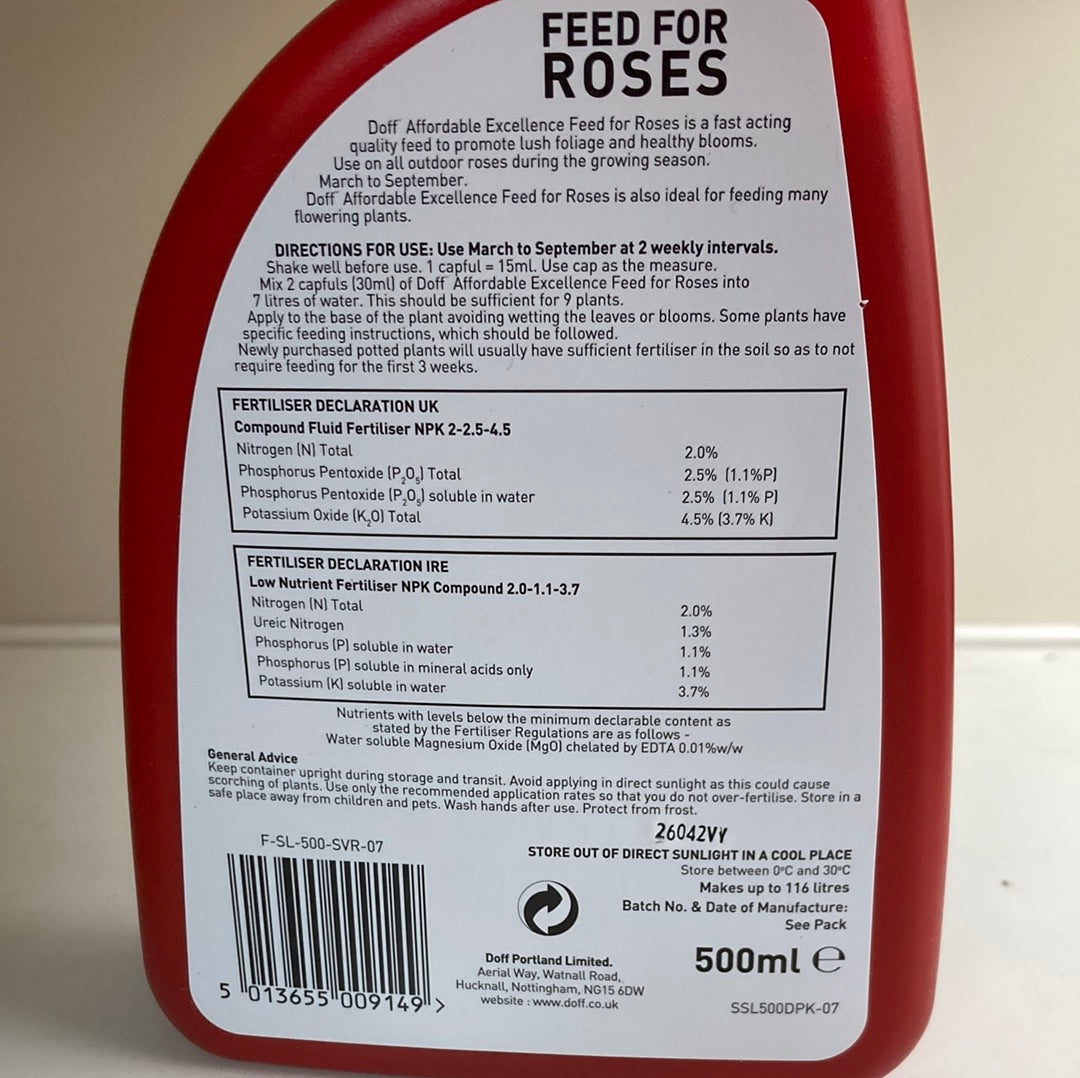 FEED FOR
ROSES
Doff Affordable Excellence Feed for Roses is a fast acting
quality feed to promote lush foliage and healthy blooms.
Use on all outdoor roses during the growing season.
March to September.
Doff Affordable Excellence Feed for Roses is also ideal for feeding many
flowering plants.
DIRECTIONS FOR USE: Use March to September at 2 weekly intervals.
Shake well before use. 1 capful = 15ml. Use cap as the measure.
Mix 2 capfuls (30ml) of Doff Affordable Excellence Feed for Roses into
7 litres of water. This should be sufficient for 9 plants.
Apply to the base of the plant avoiding wetting the leaves or blooms. Some plants have
specific feeding instructions, which should be followed.
Newly purchased potted plants will usually have sufficient fertiliser in the soil so as to not
require feeding for the first 3 weeks.
FERTILISER DECLARATION UK
Compound Fluid Fertiliser NPK 2-2.5-4.5
Nitrogen (N) Total 2.0%
Phosphorus Pentoxide (P₂O₅) Total 2.5% (1.1%P)
Phosphorus Pentoxide (P₂O₅) soluble in water 2.5% (1.1% P)
Potassium Oxide (K₂O) Total 4.5% (3.7% K)
FERTILISER DECLARATION IRE
Low Nutrient Fertiliser NPK Compound 2.0-1.1-3.7
Nitrogen (N) Total 2.0%
Ureic Nitrogen 1.3%
Phosphorus (P) soluble in water 1.1%
Phosphorus (P) soluble in mineral acids only 1.1%
Potassium (K) soluble in water 3.7%
Nutrients with levels below the minimum declarable content as
stated by the Fertiliser Regulations are as follows -
Water soluble Magnesium Oxide (MgO) chelated by EDTA 0.01%w/w
General Advice
Keep container upright during storage and transit. Avoid applying in direct sunlight as this could cause
scorching of plants. Use only the recommended application rates so that you do not over-fertilise. Store in a
safe place away from children and pets. Wash hands after use. Protect from frost.
26042VY
F-SL-500-SVR-07
STORE OUT OF DIRECT SUNLIGHT IN A COOL PLACE
Store between 0°C and 30°C
Makes up to 116 litres
Batch No. & Date of Manufacture:
See Pack
500ml ℮
Doff Portland Limited.
Aerial Way, Watnall Road,
Hucknall, Nottingham, NG15 6DW
website : www.doff.co.uk
5 013655 009149 >
SSL500DPK-07